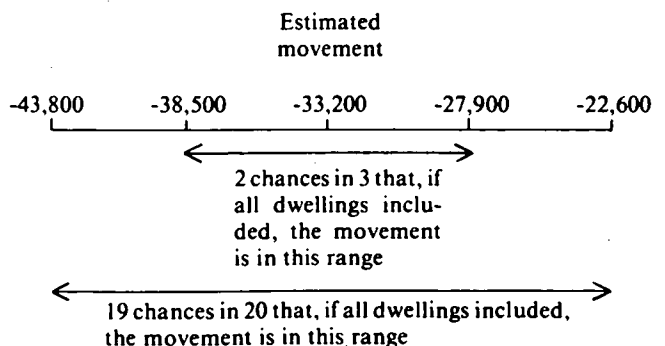 Estimated
movement
-43,800 -38,500 -33,200 -27,900 -22,600
2 chances in 3 that, if
all dwellings inclu-
ded, the movement
is in this range
19 chances in 20 that, if all dwellings included,
the movement is in this range